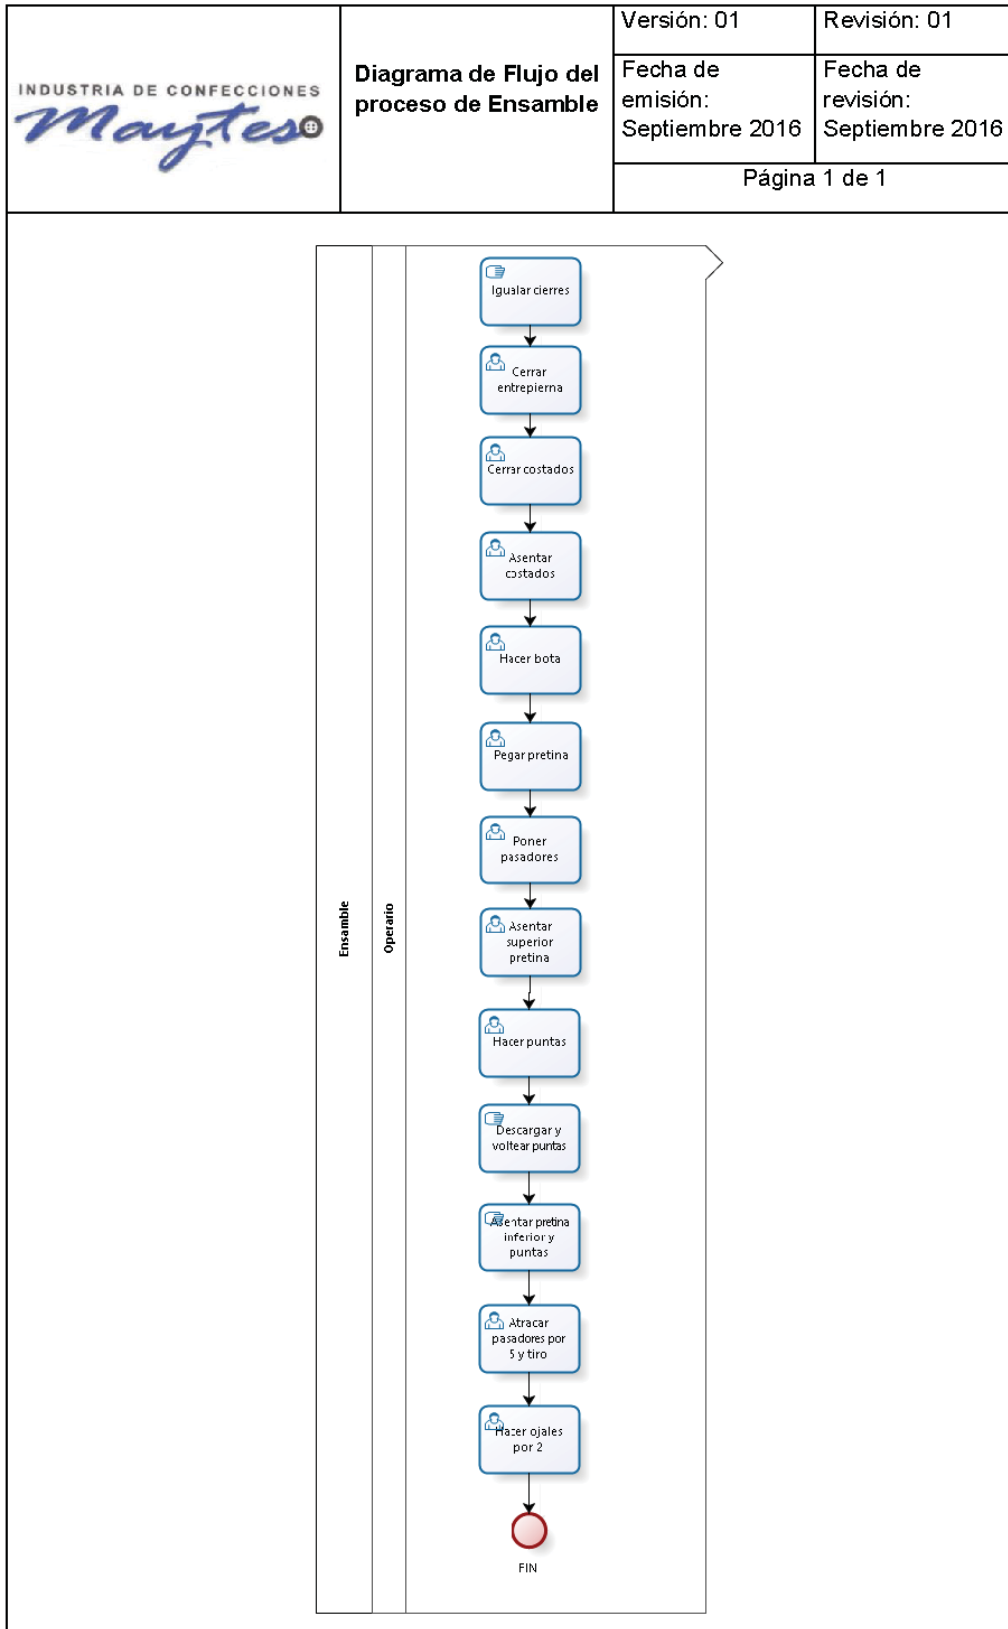 INDUSTRIA DE CONFECCIONES
Maytes
Diagrama de Flujo del
proceso de Ensamble
Versión: 01
Revisión: 01
Fecha de
emisión:
Septiembre 2016
Fecha de
revisión:
Septiembre 2016
Página 1 de 1
Ensamble
Operario
Igualar cierres
Cerrar
entrepierna
Cerrar costados
Asentar
costados
Hacer bota
Pegar pretina
Poner
pasadores
Asentar
superior
pretina
Hacer puntas
Descargar y
voltear puntas
Asentar pretina
inferior y
puntas
Atracar
pasadores por
5 y tiro
Hacer ojales
por 2
FIN